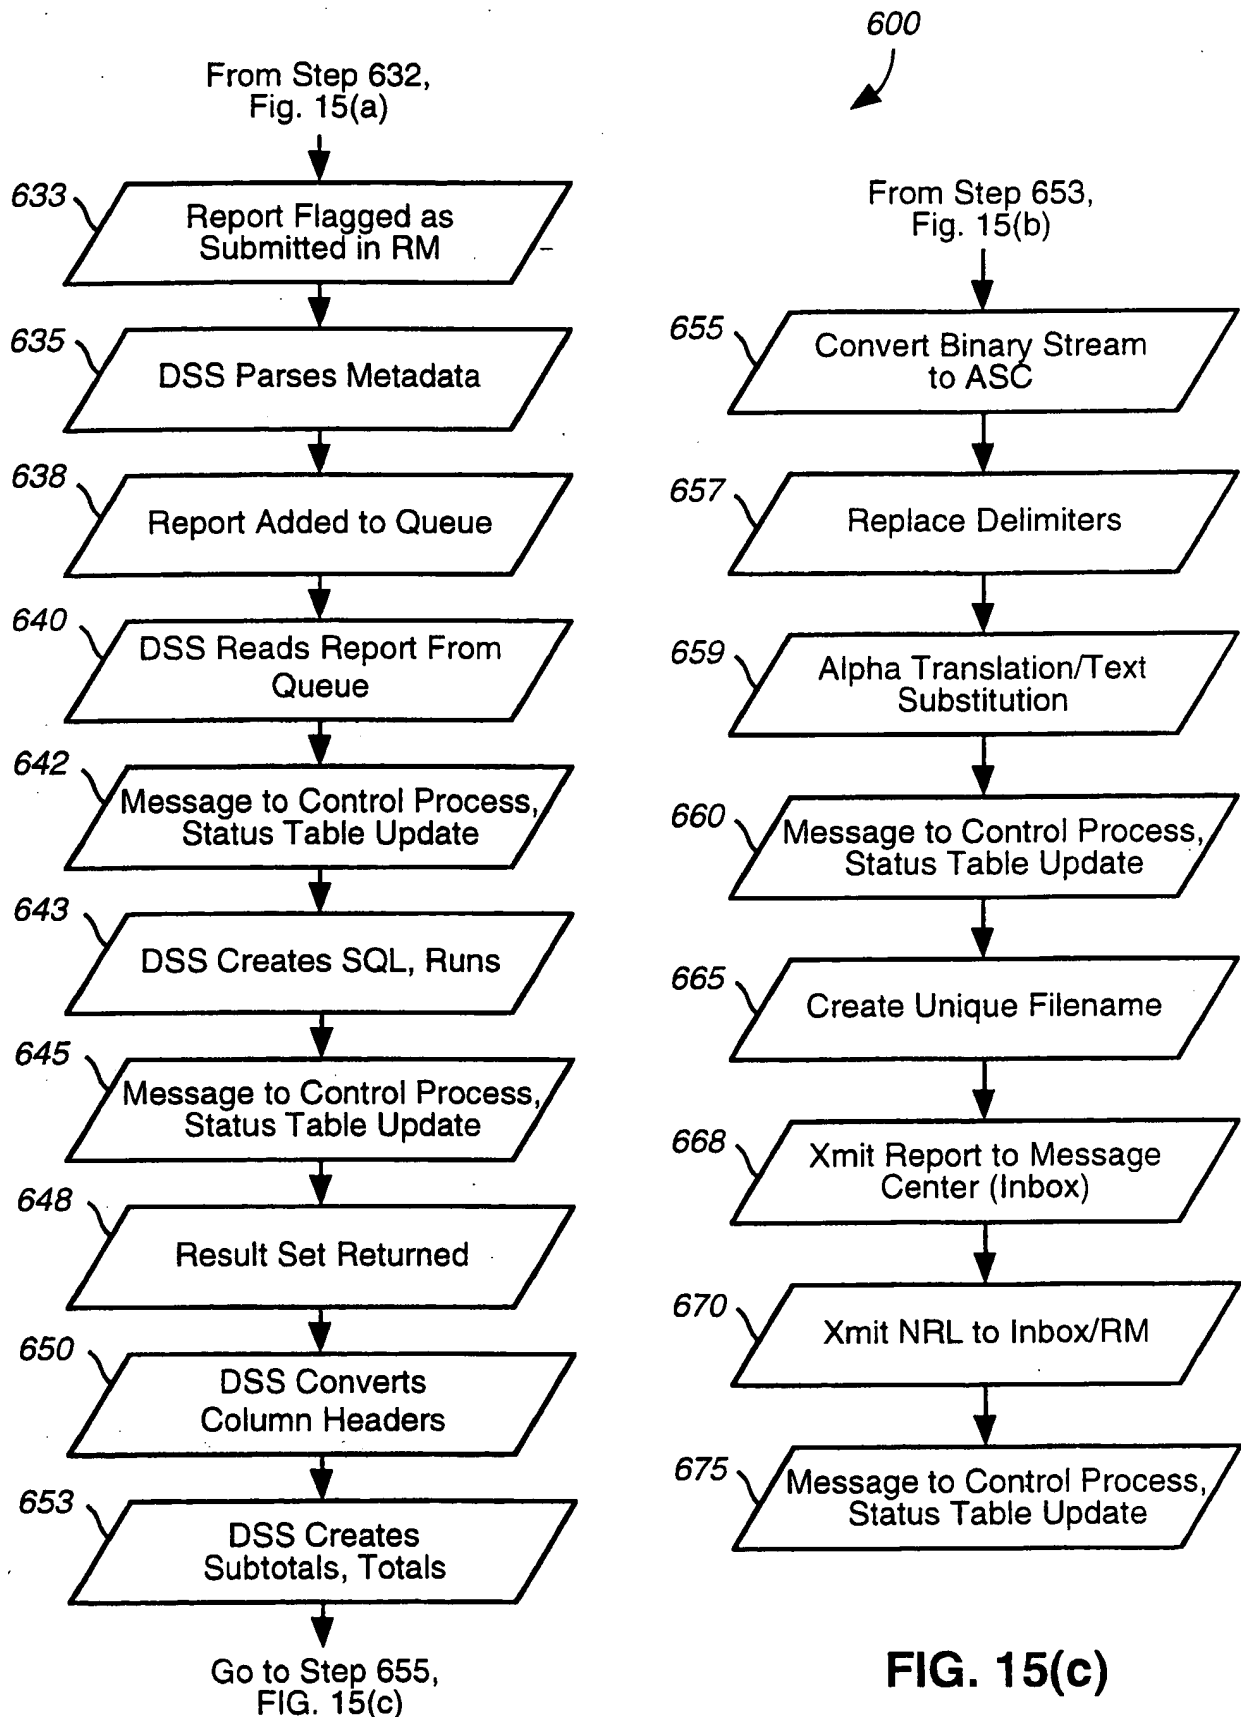 600
From Step 632,
Fig. 15(a)
633
Report Flagged as
Submitted in RM
635
DSS Parses Metadata
638
Report Added to Queue
640
DSS Reads Report From
Queue
642
Message to Control Process,
Status Table Update
643
DSS Creates SQL, Runs
645
Message to Control Process,
Status Table Update
648
Result Set Returned
650
DSS Converts
Column Headers
653
DSS Creates
Subtotals, Totals
Go to Step 655,
FIG. 15(c)
From Step 653,
Fig. 15(b)
655
Convert Binary Stream
to ASC
657
Replace Delimiters
659
Alpha Translation/Text
Substitution
660
Message to Control Process,
Status Table Update
665
Create Unique Filename
668
Xmit Report to Message
Center (Inbox)
670
Xmit NRL to Inbox/RM
675
Message to Control Process,
Status Table Update
FIG. 15(c)